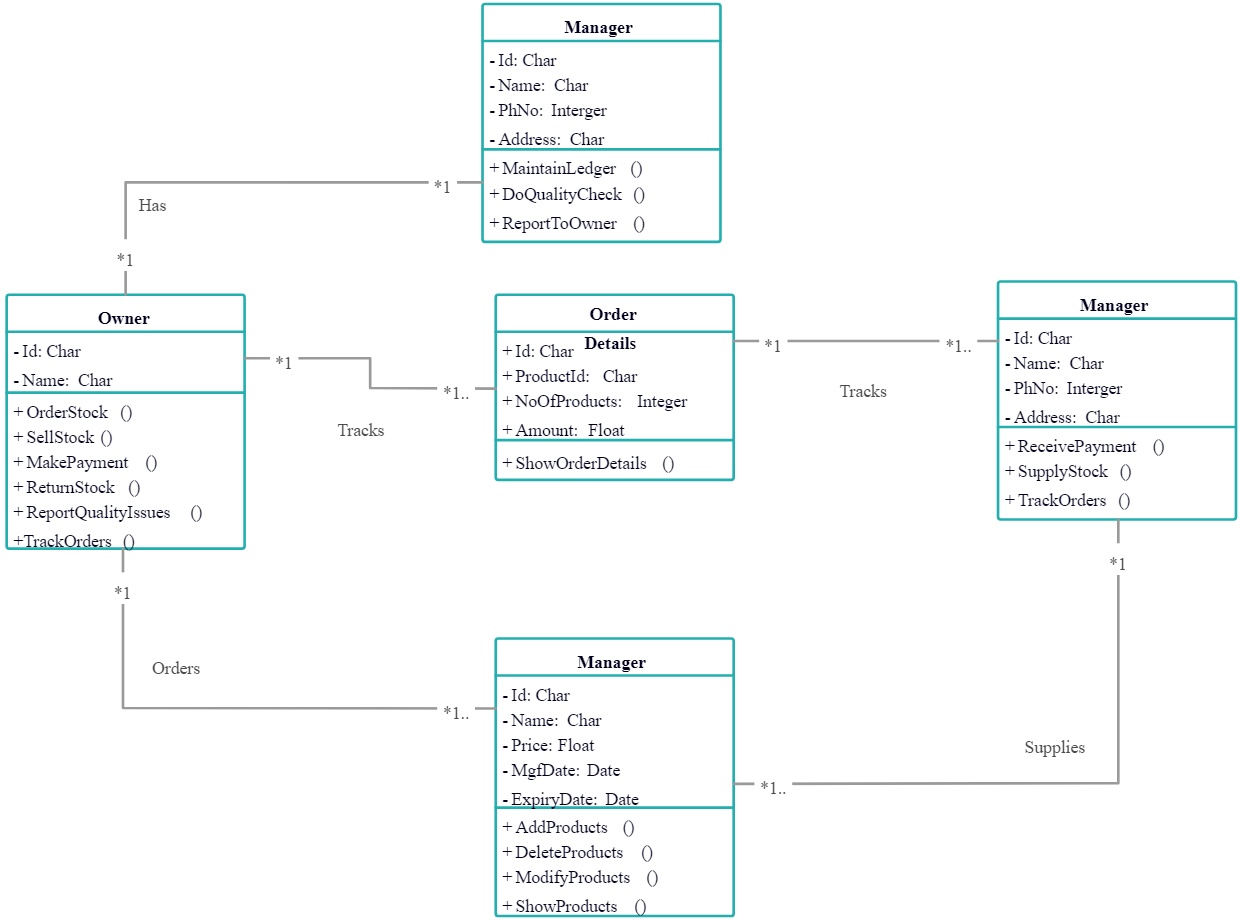 Manager
- Id: Char
- Name: Char
- PhNo: Interger
- Address: Char
+ MaintainLedger ()
+ DoQualityCheck ()
+ ReportToOwner ()
*1
Has
*1
Owner
- Id: Char
- Name: Char
+ OrderStock ()
+ SellStock ()
+ MakePayment ()
+ ReturnStock ()
+ ReportQualityIssues ()
+TrackOrders ()
*1
*1..
Tracks
Order
Details
+ Id: Char
+ ProductId: Char
+ NoOfProducts: Integer
+ Amount: Float
+ ShowOrderDetails ()
*1
*1..
Tracks
Manager
- Id: Char
- Name: Char
- PhNo: Interger
- Address: Char
+ ReceivePayment ()
+ SupplyStock ()
+ TrackOrders ()
*1
Supplies
*1..
*1
Orders
*1..
Manager
- Id: Char
- Name: Char
- Price: Float
- MgfDate: Date
- ExpiryDate: Date
+ AddProducts ()
+ DeleteProducts ()
+ ModifyProducts ()
+ ShowProducts ()